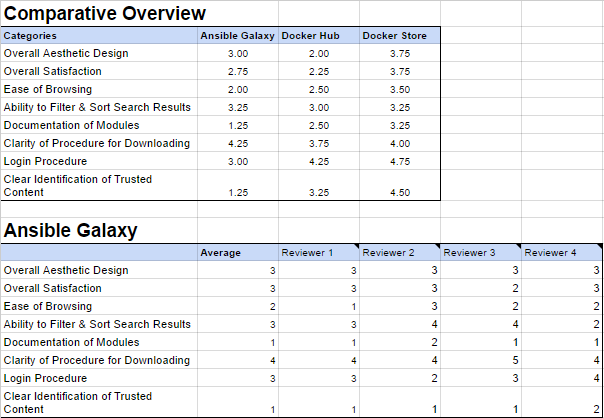 Comparative Overview
Categories Ansible Galaxy Docker Hub Docker Store
Overall Aesthetic Design 3.00 2.00 3.75
Overall Satisfaction 2.75 2.25 3.75
Ease of Browsing 2.00 2.50 3.50
Ability to Filter & Sort Search Results 3.25 3.00 3.25
Documentation of Modules 1.25 2.50 3.25
Clarity of Procedure for Downloading 4.25 3.75 4.00
Login Procedure 3.00 4.25 4.75
Clear Identification of Trusted
Content 1.25 3.25 4.50
Ansible Galaxy
Average Reviewer 1 Reviewer 2 Reviewer 3 Reviewer 4
Overall Aesthetic Design 3 3 3 3 3
Overall Satisfaction 3 3 3 2 3
Ease of Browsing 2 1 3 2 2
Ability to Filter & Sort Search Results 3 3 4 4 2
Documentation of Modules 1 1 2 1 1
Clarity of Procedure for Downloading 4 4 4 5 4
Login Procedure 3 3 2 3 4
Clear Identification of Trusted
Content 1 1 1 1 2